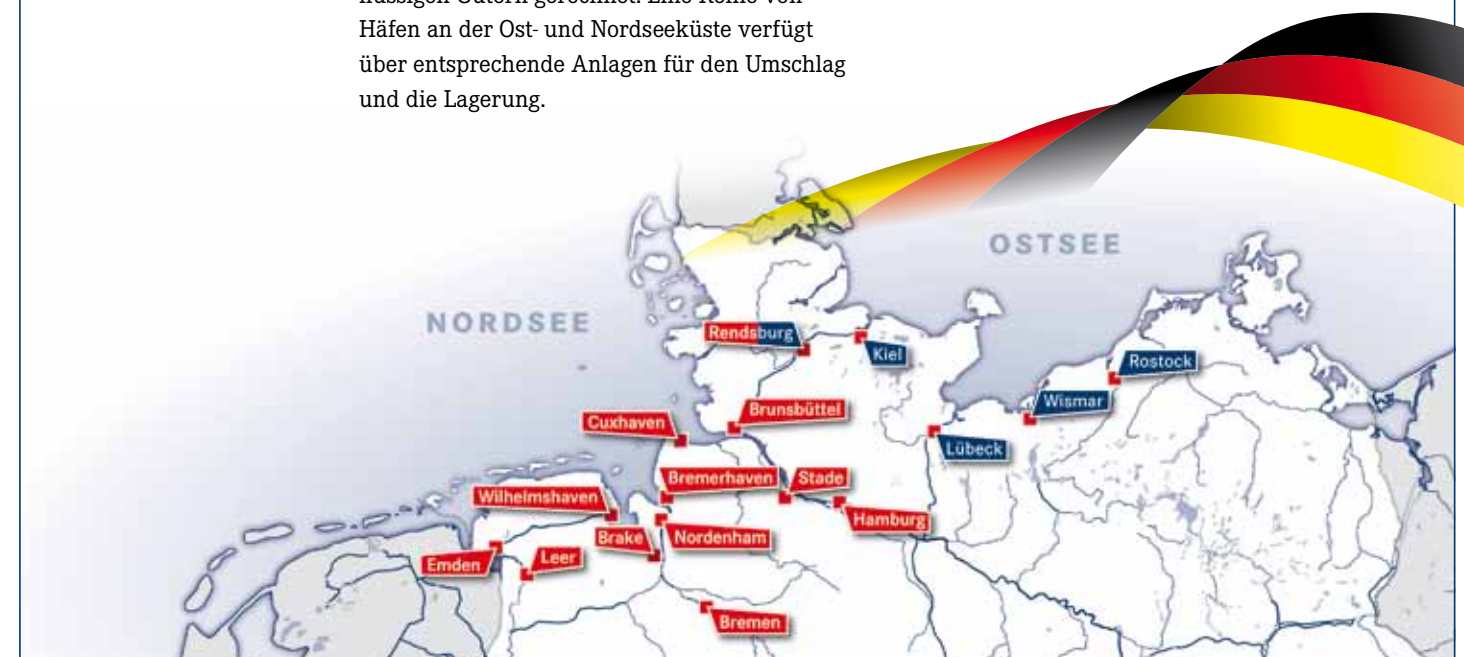 Häfen an der Ost- und Nordseeküste verfügt
über entsprechende Anlagen für den Umschlag
und die Lagerung.
OSTSEE
NORDSEE
Rendsburg
Kiel
Rostock
Wismar
Brunsbüttel
Cuxhaven
Lübeck
Bremerhaven
Stade
Wilhelmshaven
Hamburg
Brake
Nordenham
Emden
Leer
Bremen